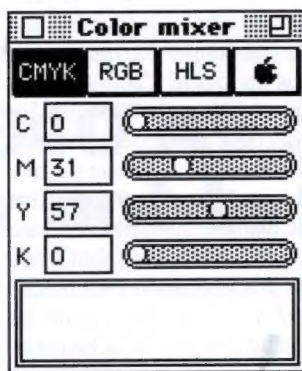 Color mixer
CMYK RGB HLS
C 0
M 31
Y 57
K 0